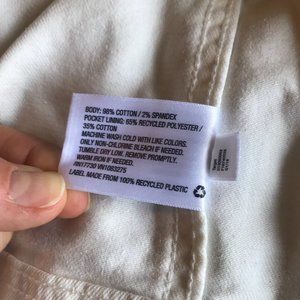 BODY: 98% COTTON / 2% SPANDEX
POCKET LINING: 65% RECYCLED POLYESTER /
35% COTTON
MACHINE WASH COLD WITH LIKE COLORS.
ONLY NON-CHLORINE BLEACH IF NEEDED.
TUMBLE DRY LOW. REMOVE PROMPTLY.
WARM IRON IF NEEDED.
RN17730 VN1083275
LABEL MADE FROM 100% RECYCLED PLASTIC